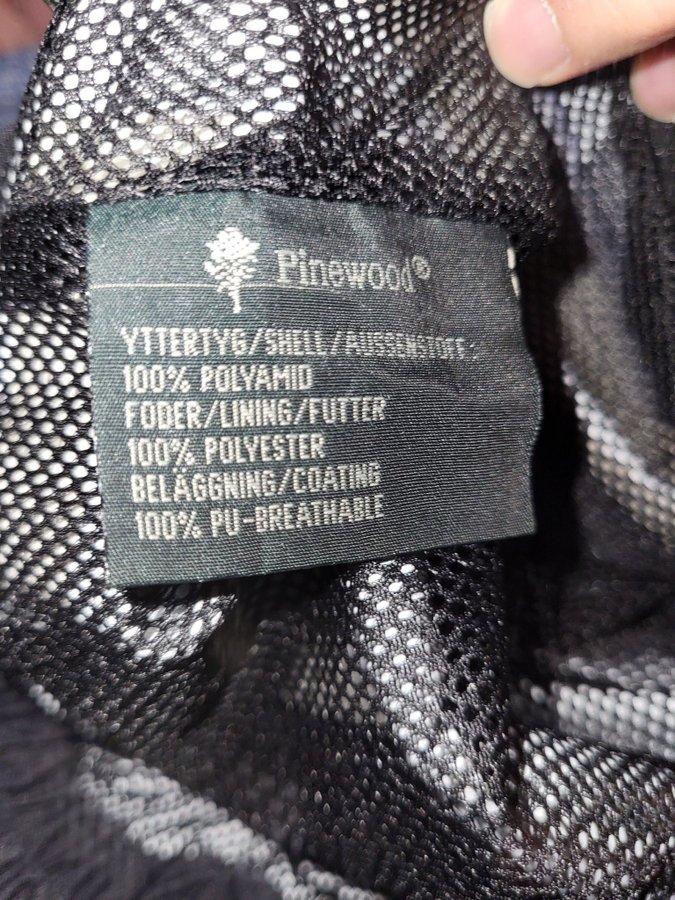 Pinewood®
YTTERTYG/SHELL/AUSSENSTOFF:
100% POLYAMID
FODER/LINING/FUTTER
100% POLYESTER
BELÄGGNING/COATING
100% PU-BREATHABLE